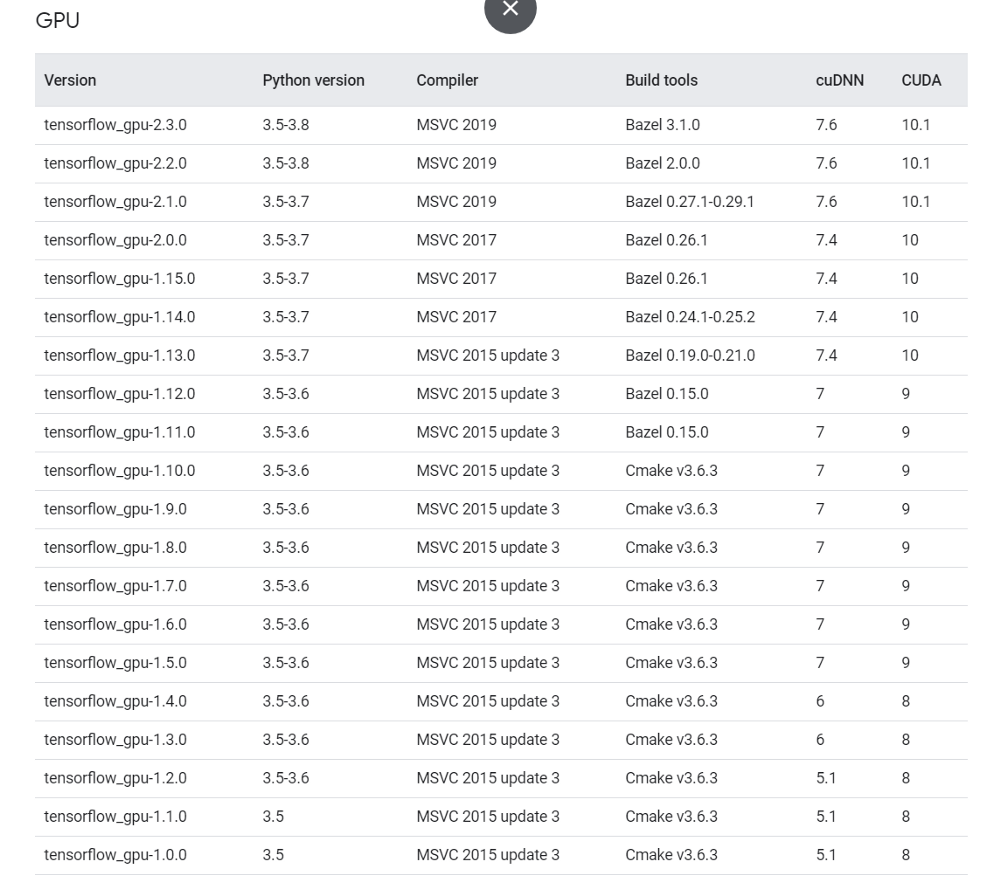 GPU
Version Python version Compiler Build tools cuDNN CUDA
tensorflow_gpu-2.3.0 3.5-3.8 MSVC 2019 Bazel 3.1.0 7.6 10.1
tensorflow_gpu-2.2.0 3.5-3.8 MSVC 2019 Bazel 2.0.0 7.6 10.1
tensorflow_gpu-2.1.0 3.5-3.7 MSVC 2019 Bazel 0.27.1-0.29.1 7.6 10.1
tensorflow_gpu-2.0.0 3.5-3.7 MSVC 2017 Bazel 0.26.1 7.4 10
tensorflow_gpu-1.15.0 3.5-3.7 MSVC 2017 Bazel 0.26.1 7.4 10
tensorflow_gpu-1.14.0 3.5-3.7 MSVC 2017 Bazel 0.24.1-0.25.2 7.4 10
tensorflow_gpu-1.13.0 3.5-3.7 MSVC 2015 update 3 Bazel 0.19.0-0.21.0 7.4 10
tensorflow_gpu-1.12.0 3.5-3.6 MSVC 2015 update 3 Bazel 0.15.0 7 9
tensorflow_gpu-1.11.0 3.5-3.6 MSVC 2015 update 3 Bazel 0.15.0 7 9
tensorflow_gpu-1.10.0 3.5-3.6 MSVC 2015 update 3 Cmake v3.6.3 7 9
tensorflow_gpu-1.9.0 3.5-3.6 MSVC 2015 update 3 Cmake v3.6.3 7 9
tensorflow_gpu-1.8.0 3.5-3.6 MSVC 2015 update 3 Cmake v3.6.3 7 9
tensorflow_gpu-1.7.0 3.5-3.6 MSVC 2015 update 3 Cmake v3.6.3 7 9
tensorflow_gpu-1.6.0 3.5-3.6 MSVC 2015 update 3 Cmake v3.6.3 7 9
tensorflow_gpu-1.5.0 3.5-3.6 MSVC 2015 update 3 Cmake v3.6.3 7 9
tensorflow_gpu-1.4.0 3.5-3.6 MSVC 2015 update 3 Cmake v3.6.3 6 8
tensorflow_gpu-1.3.0 3.5-3.6 MSVC 2015 update 3 Cmake v3.6.3 6 8
tensorflow_gpu-1.2.0 3.5-3.6 MSVC 2015 update 3 Cmake v3.6.3 5.1 8
tensorflow_gpu-1.1.0 3.5 MSVC 2015 update 3 Cmake v3.6.3 5.1 8
tensorflow_gpu-1.0.0 3.5 MSVC 2015 update 3 Cmake v3.6.3 5.1 8